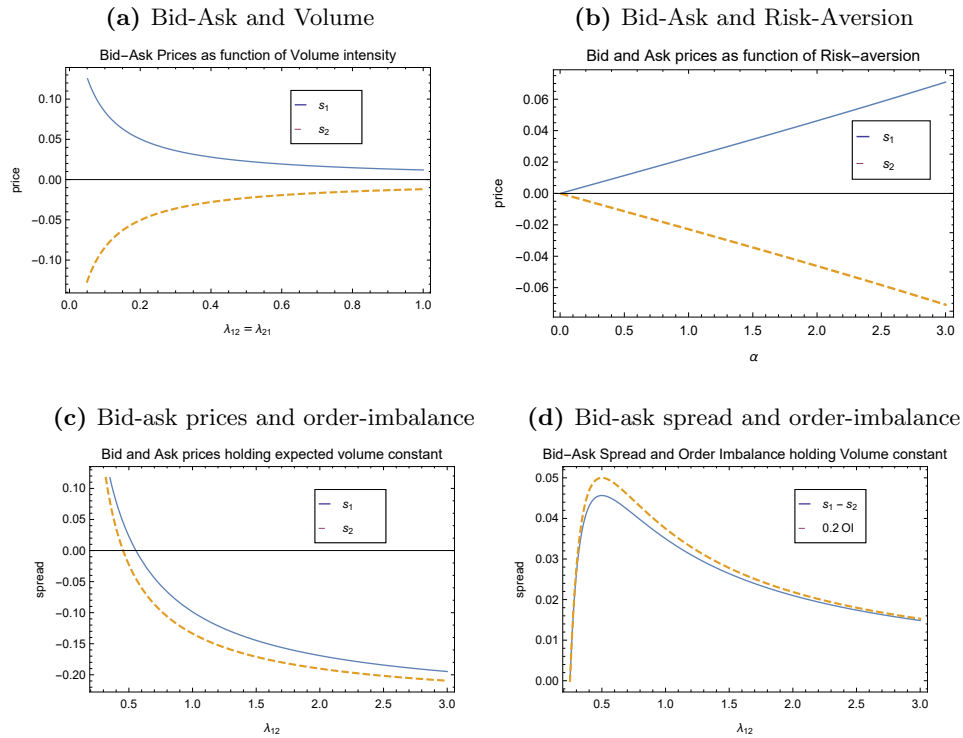 (a) Bid-Ask and Volume
Bid–Ask Prices as function of Volume intensity
price
0.10
0.05
0.00
-0.05
-0.10
s₁
s₂
0.0 0.2 0.4 0.6 0.8 1.0
λ₁₂ = λ₂₁
(b) Bid-Ask and Risk-Aversion
Bid and Ask prices as function of Risk–aversion
price
0.06
0.04
0.02
0.00
-0.02
-0.04
-0.06
s₁
s₂
0.0 0.5 1.0 1.5 2.0 2.5 3.0
α
(c) Bid-ask prices and order-imbalance
Bid and Ask prices holding expected volume constant
spread
0.10
0.05
0.00
-0.05
-0.10
-0.15
-0.20
s₁
s₂
0.5 1.0 1.5 2.0 2.5 3.0
λ₁₂
(d) Bid-ask spread and order-imbalance
Bid–Ask Spread and Order Imbalance holding Volume constant
spread
0.05
0.04
0.03
0.02
0.01
0.00
s₁ – s₂
0.2 OI
0.5 1.0 1.5 2.0 2.5 3.0
λ₁₂